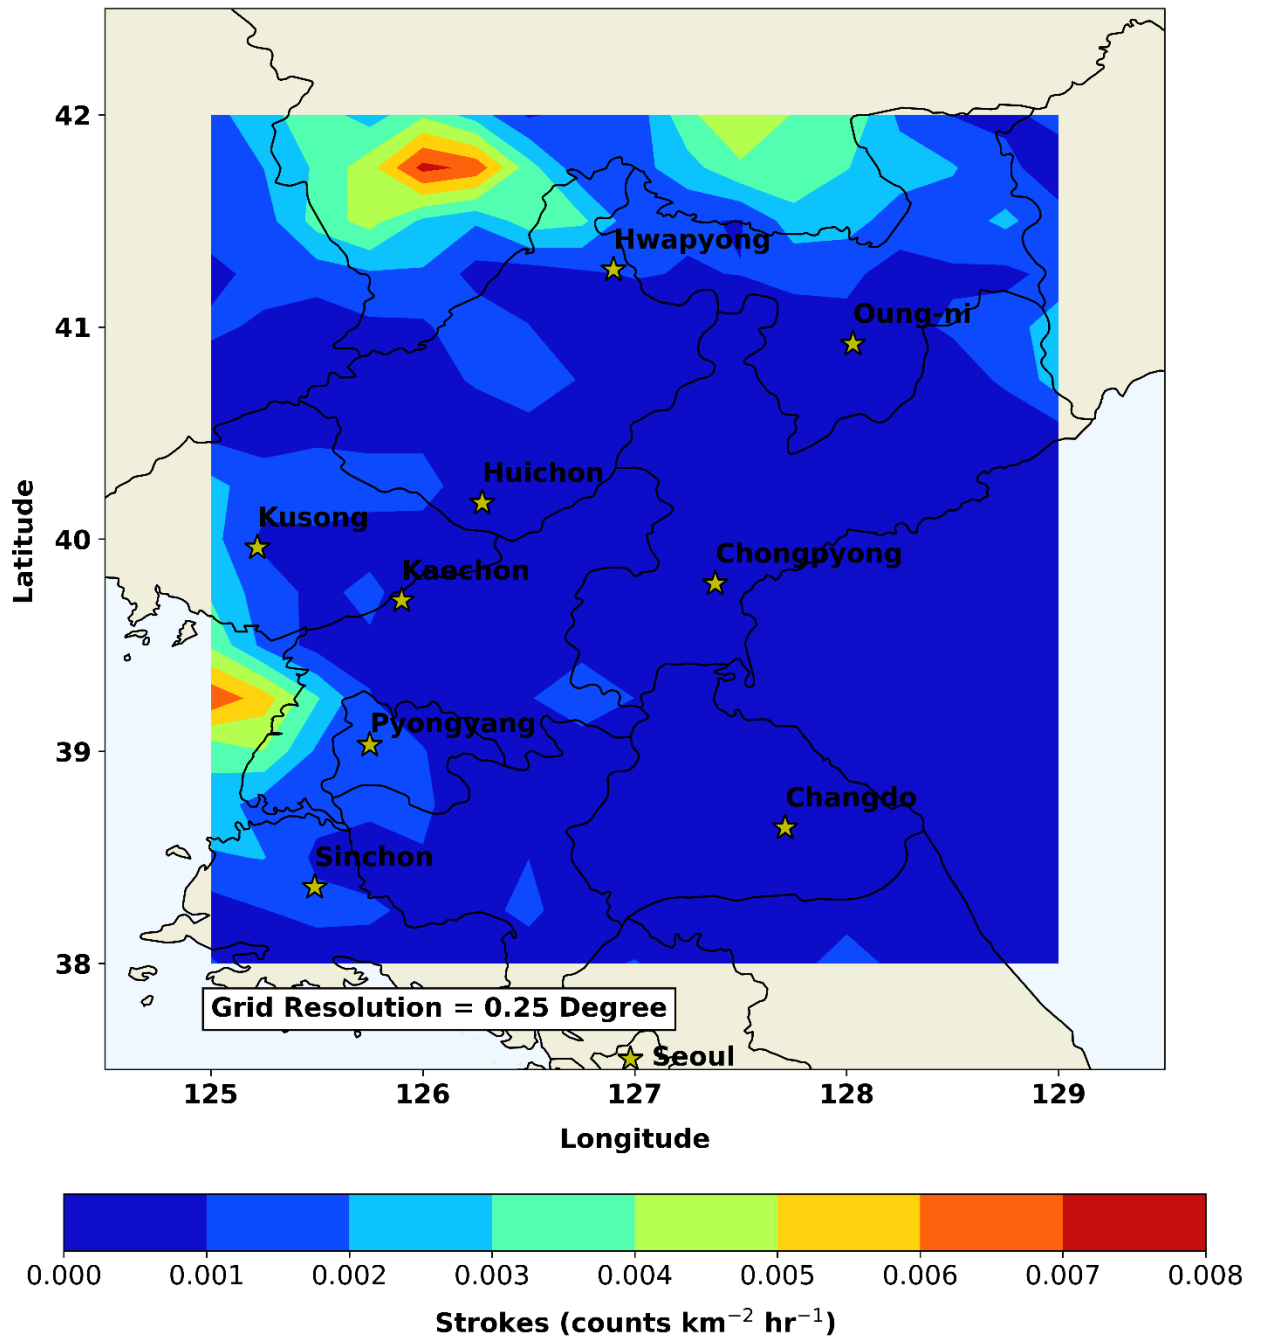 42
Hwapyong
41
Oung-ni
Huichon
Kusong
40
Chongpyong
Kaechon
Latitude
Pyongyang
39
Changdo
Sinchon
38
Grid Resolution = 0.25 Degree
Seoul
125 126 127 128 129
Longitude
0.000 0.001 0.002 0.003 0.004 0.005 0.006 0.007 0.008
Strokes (counts km⁻² hr⁻¹)